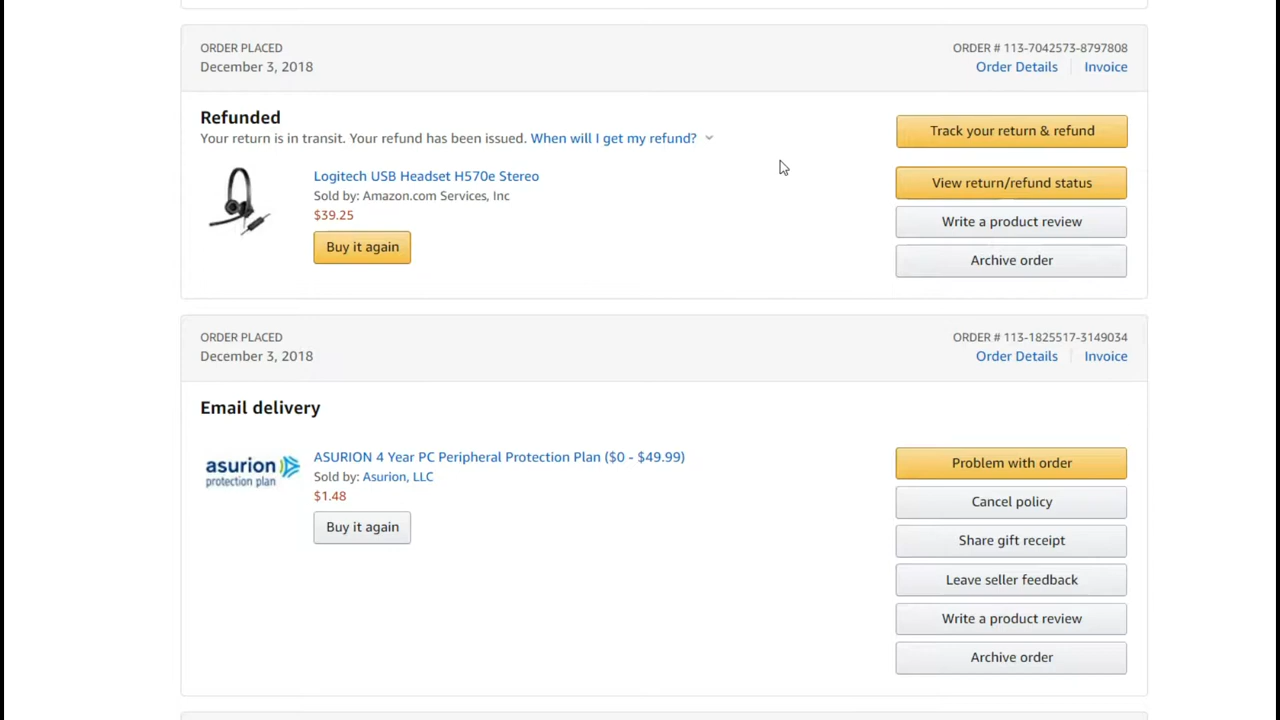 ORDER PLACED
December 3, 2018
ORDER # 113-7042573-8797808
Order Details
Invoice
Refunded
Your return is in transit. Your refund has been issued. When will I get my refund?
Logitech USB Headset H570e Stereo
Sold by: Amazon.com Services, Inc
$39.25
Buy it again
Track your return & refund
View return/refund status
Write a product review
Archive order
ORDER PLACED
December 3, 2018
ORDER # 113-1825517-3149034
Order Details
Invoice
Email delivery
asurion
protection plan
ASURION 4 Year PC Peripheral Protection Plan ($0 - $49.99)
Sold by: Asurion, LLC
$1.48
Buy it again
Problem with order
Cancel policy
Share gift receipt
Leave seller feedback
Write a product review
Archive order